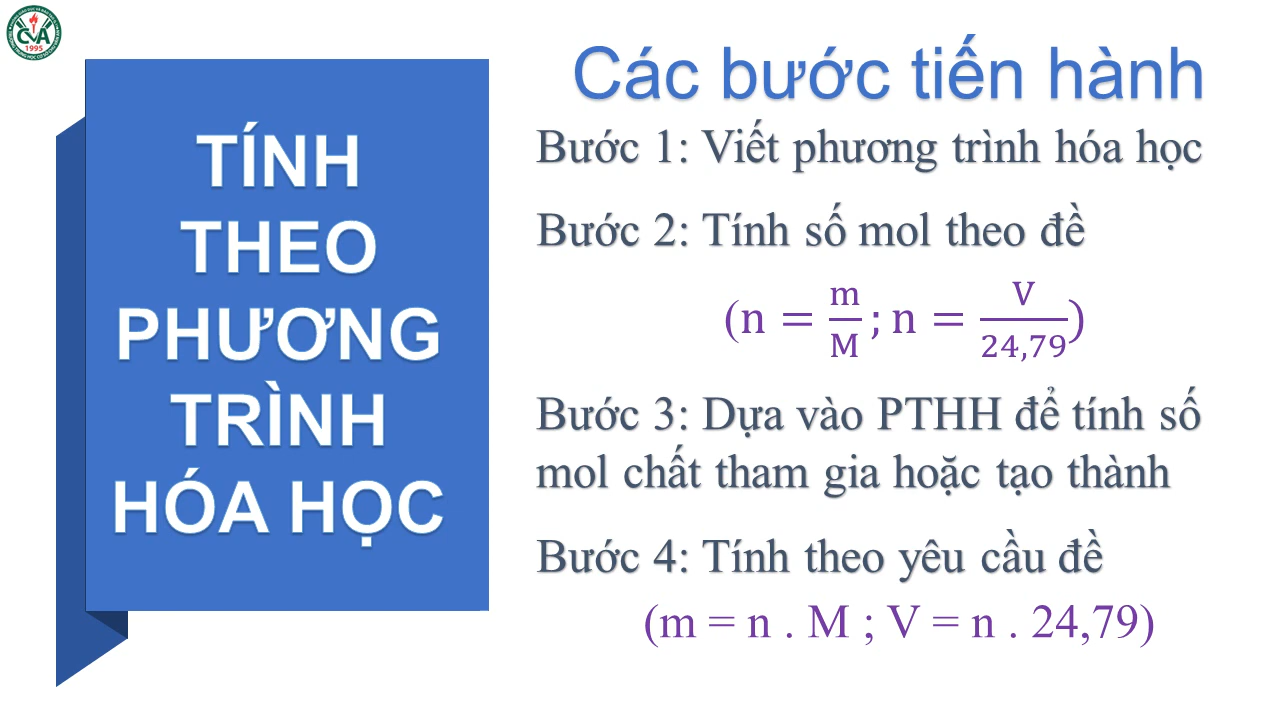 CVA
1995
TÍNH
THEO
PHƯƠNG
TRÌNH
HÓA HỌC
Các bước tiến hành
Bước 1: Viết phương trình hóa học
Bước 2: Tính số mol theo đề
(n = m/M ; n = V/24,79)
Bước 3: Dựa vào PTHH để tính số
mol chất tham gia hoặc tạo thành
Bước 4: Tính theo yêu cầu đề
(m = n . M ; V = n . 24,79)